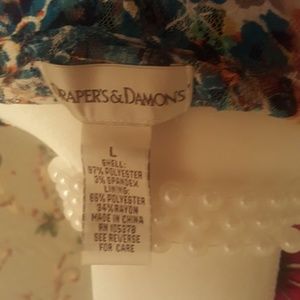 RAPER'S & DAMON'S
L
SHELL:
97% POLYESTER
3% SPANDEX
LINING:
66% POLYESTER
34% RAYON
MADE IN CHINA
RN 105378
SEE REVERSE
FOR CARE